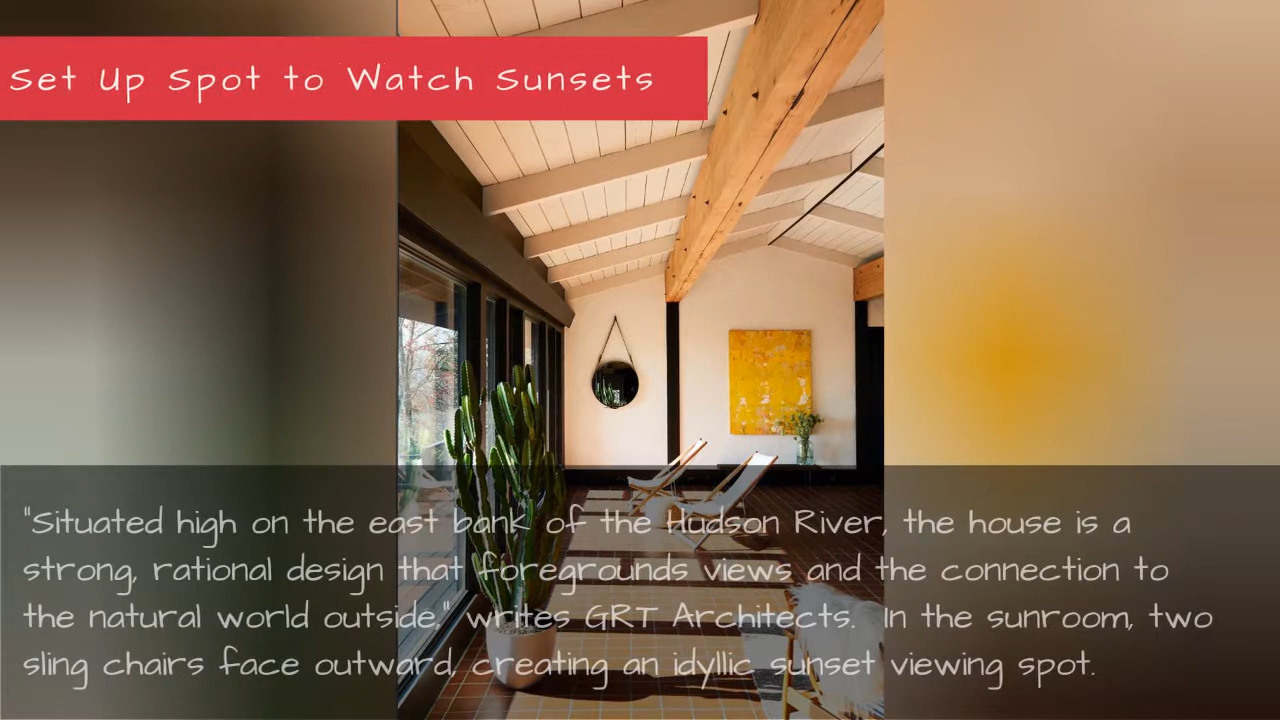 Set Up Spot to Watch Sunsets
"Situated high on the east bank of the Hudson River, the house is a
strong, rational design that foregrounds views and the connection to
the natural world outside," writes GRT Architects. In the sunroom, two
sling chairs face outward, creating an idyllic sunset viewing spot.